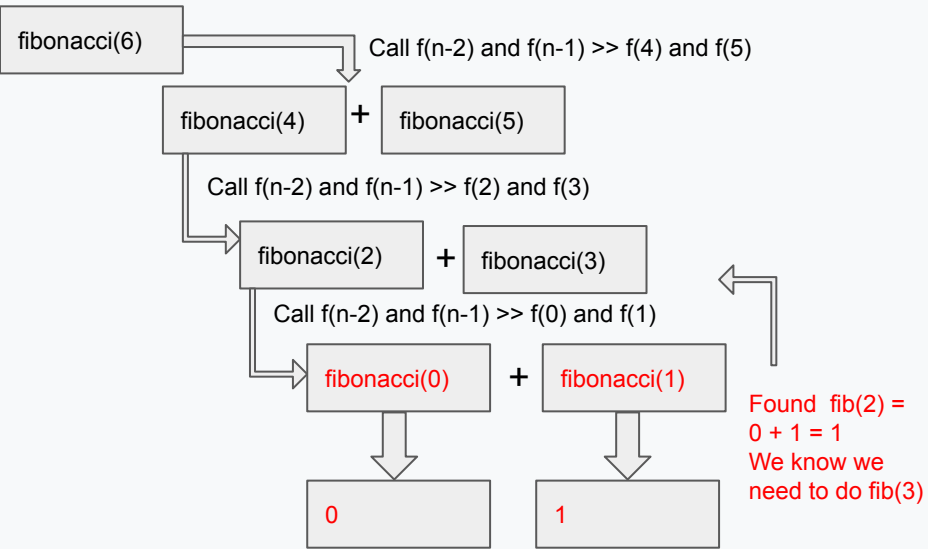 fibonacci(6)
Call f(n-2) and f(n-1) >> f(4) and f(5)
fibonacci(4) + fibonacci(5)
Call f(n-2) and f(n-1) >> f(2) and f(3)
fibonacci(2) + fibonacci(3)
Call f(n-2) and f(n-1) >> f(0) and f(1)
fibonacci(0) + fibonacci(1)
Found fib(2) =
0 + 1 = 1
We know we
need to do fib(3)
0
1